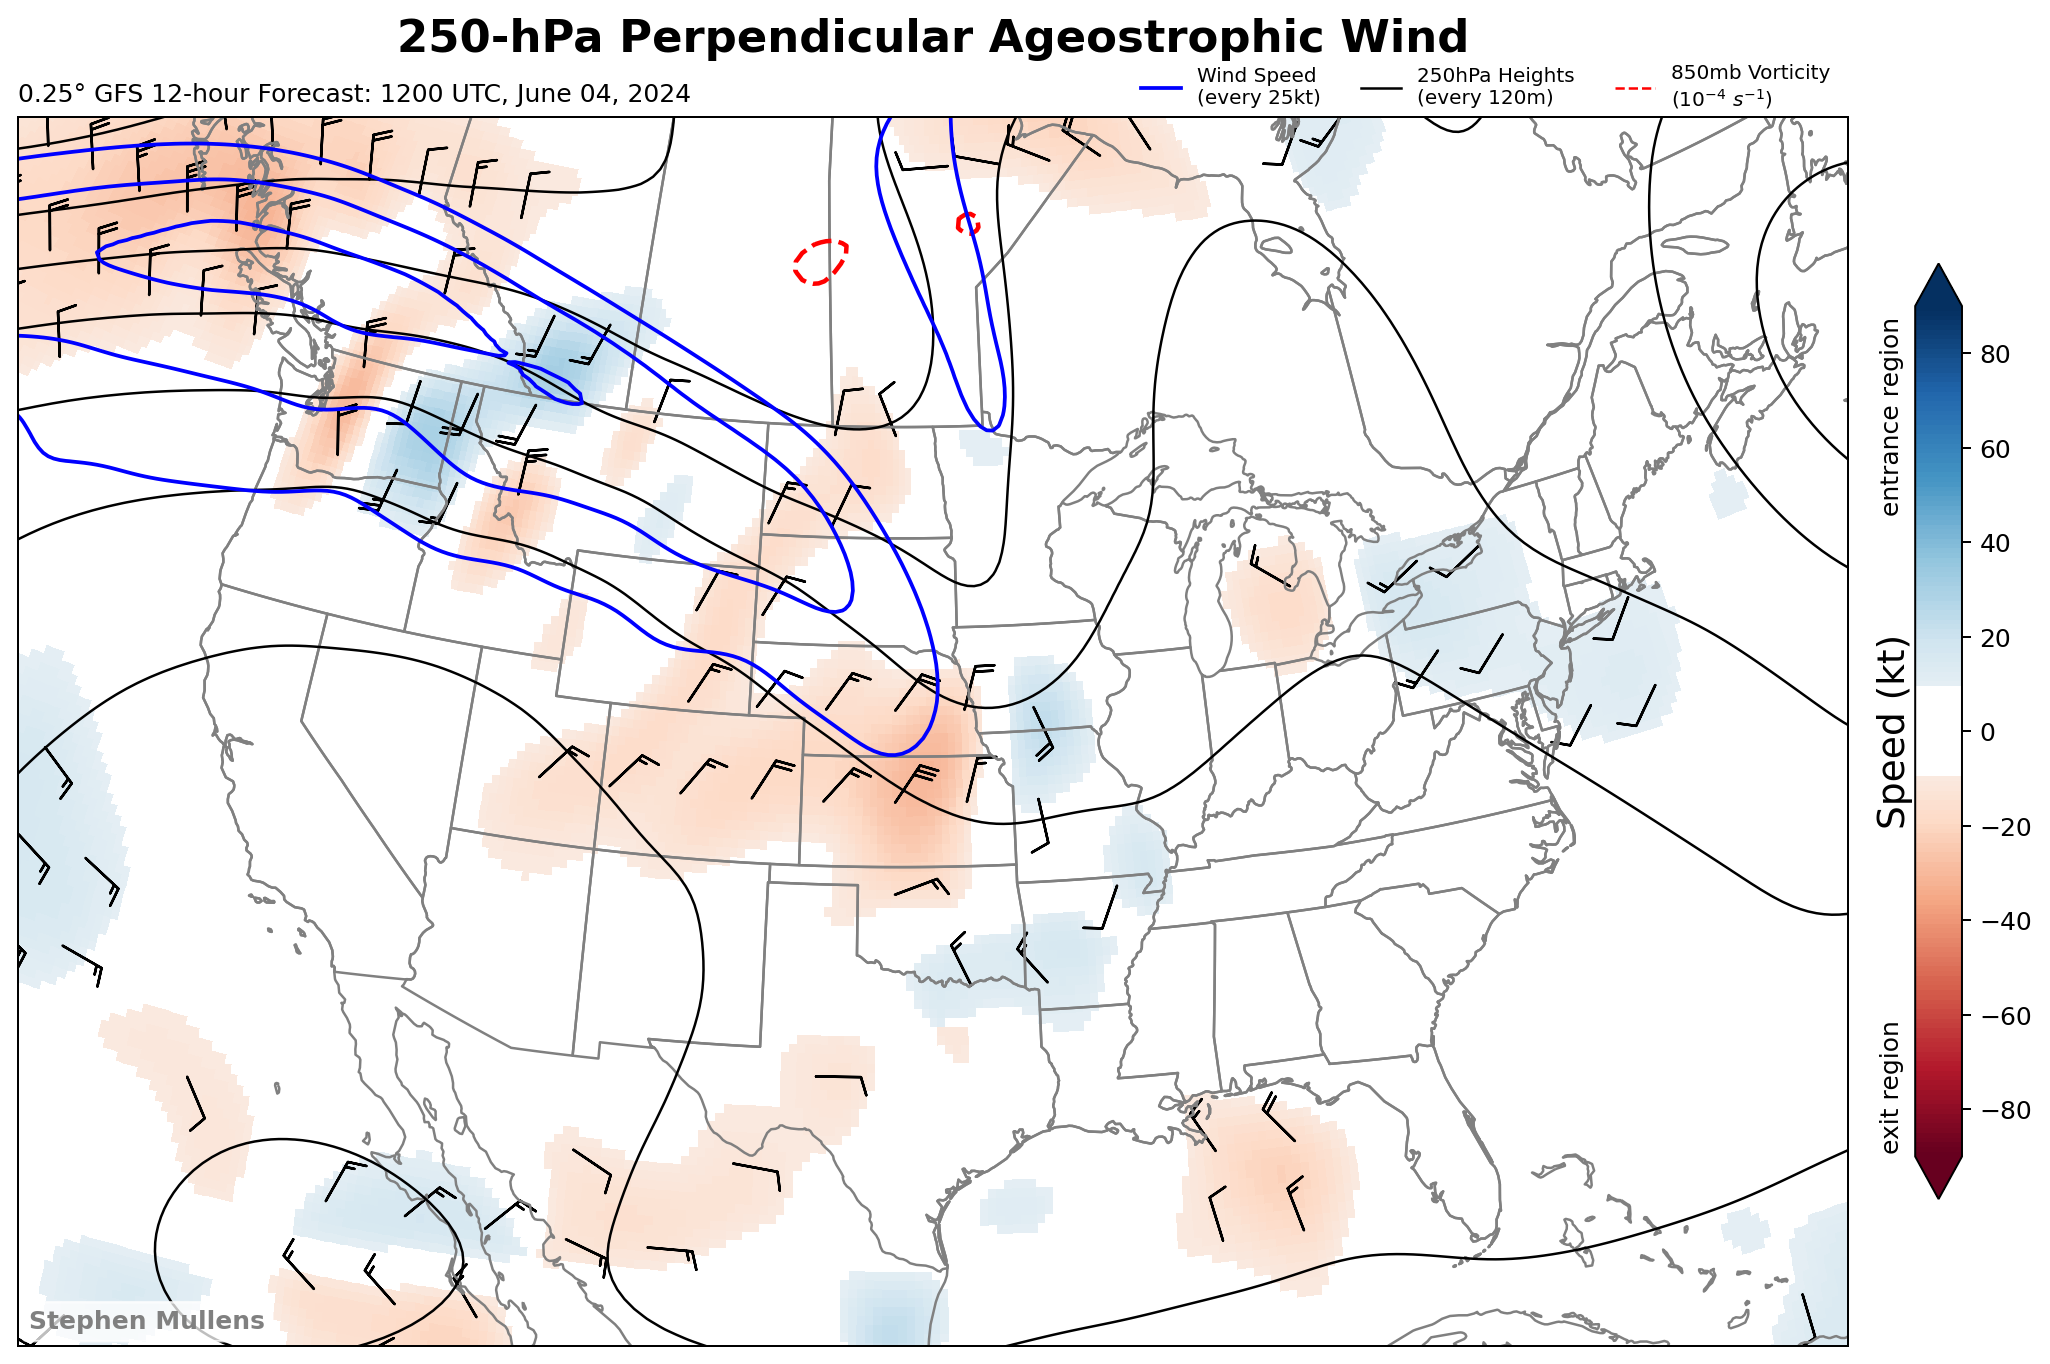 250-hPa Perpendicular Ageostrophic Wind
0.25° GFS 12-hour Forecast: 1200 UTC, June 04, 2024
Wind Speed
(every 25kt)
250hPa Heights
(every 120m)
850mb Vorticity
(10⁻⁴ s⁻¹)
entrance region
Speed (kt)
exit region
80
60
40
20
0
−20
−40
−60
−80
Stephen Mullens